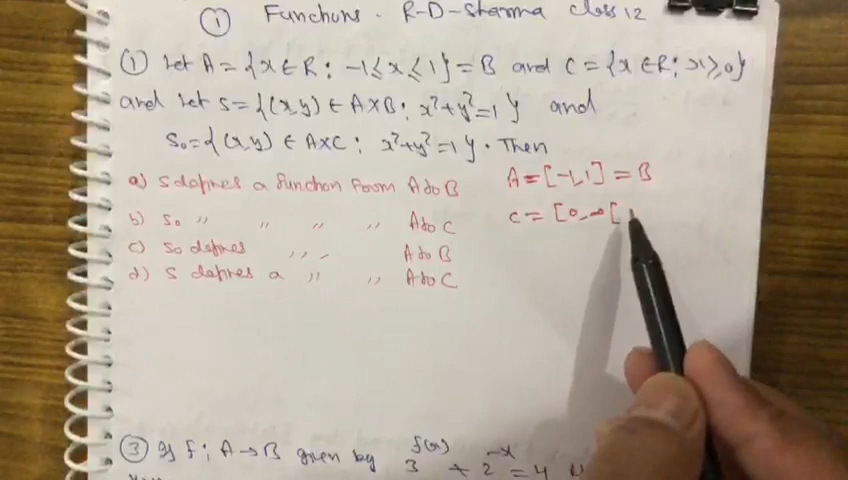 ① Functions - R-D-Sharma class 12
① Let A = {x ∈ R : -1 ≤ x ≤ 1} = B and C = {x ∈ R : x ≥ 0}
and let S = {(x,y) ∈ A×B : x²+y²=1} and
S₀ = {(x,y) ∈ A×C : x²+y²=1}. Then
a) S defines a function from A to B
b) S₀ " " " " A to C
c) S₀ defines " " A to B
d) S defines a " " A to C
A = [-1,1] = B
C = [0,∞[
③ If f : A → B given by 3^f(x) + 2^-x = 4